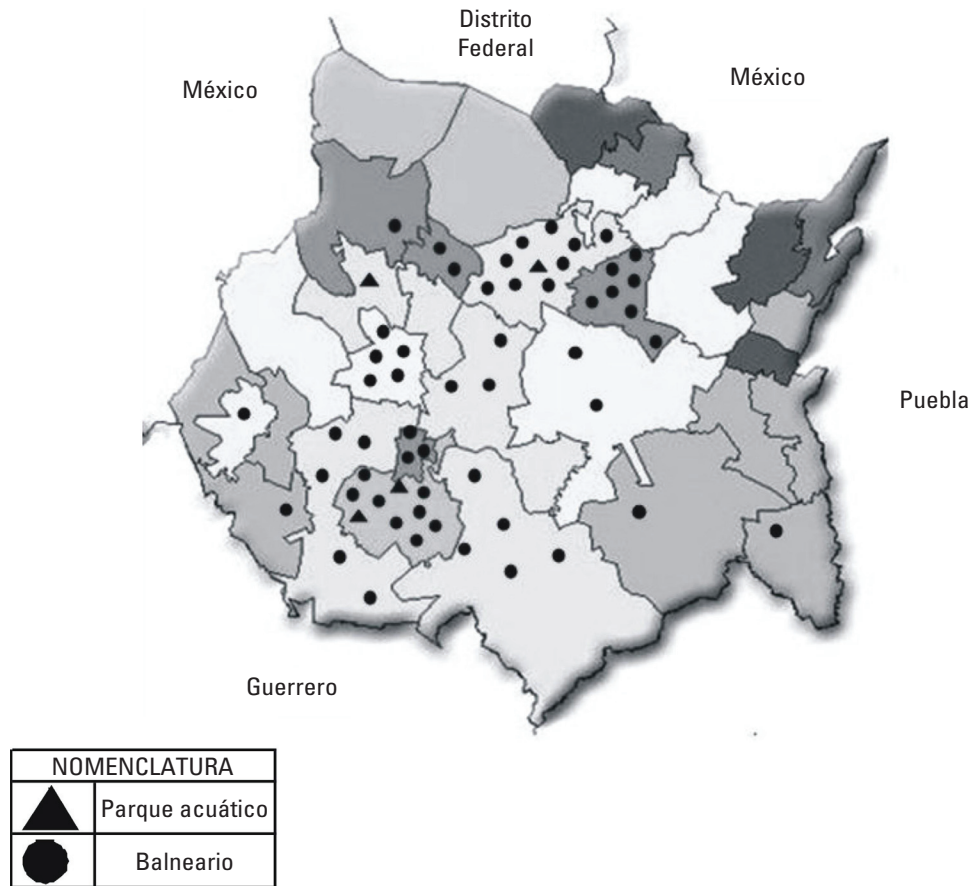 Distrito
Federal
México
México
Puebla
Guerrero
NOMENCLATURA
Parque acuático
Balneario